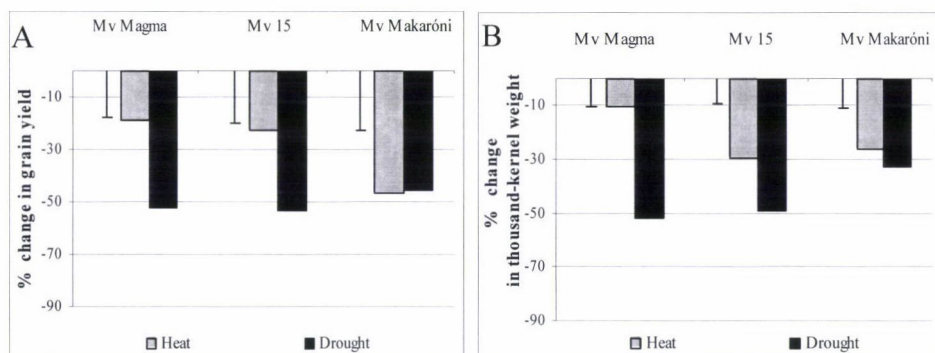 A
Mv Magma
Mv 15
Mv Makaróni
% change in grain yield
-10
-30
-50
-70
-90
Heat
Drought
B
Mv Magma
Mv 15
Mv Makaróni
% change
in thousand-kernel weight
-10
-30
-50
-70
-90
Heat
Drought